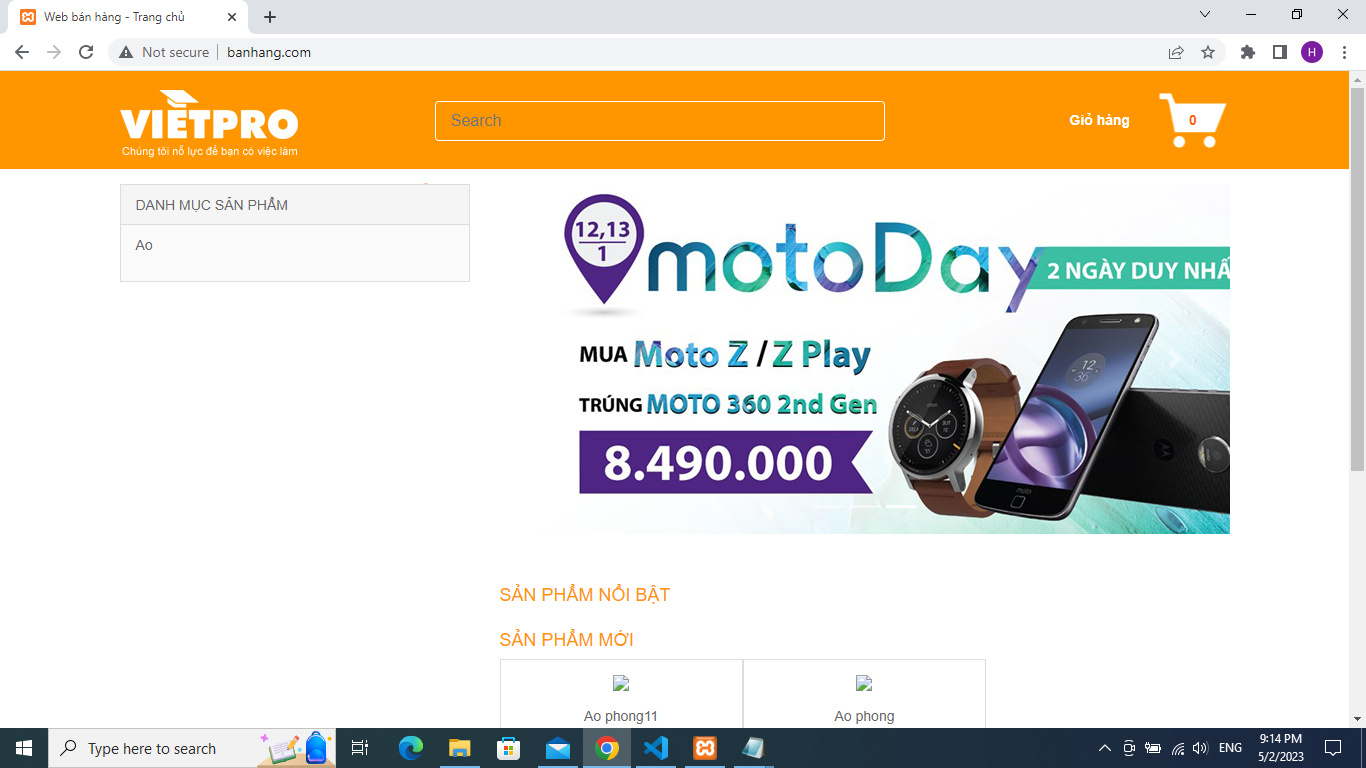 Web bán hàng - Trang chủ
Not secure
banhang.com
H
VIETPRO
Chúng tôi nỗ lực để bạn có việc làm
Search
Giỏ hàng
0
DANH MỤC SẢN PHẨM
Ao
12,13
1
motoDay
2 NGÀY DUY NHẤ
MUA Moto Z / Z Play
TRÚNG MOTO 360 2nd Gen
8.490.000
12
36
moto
SẢN PHẨM NỔI BẬT
SẢN PHẨM MỚI
Ao phong11
Ao phong
Type here to search
ENG
9:14 PM
5/2/2023